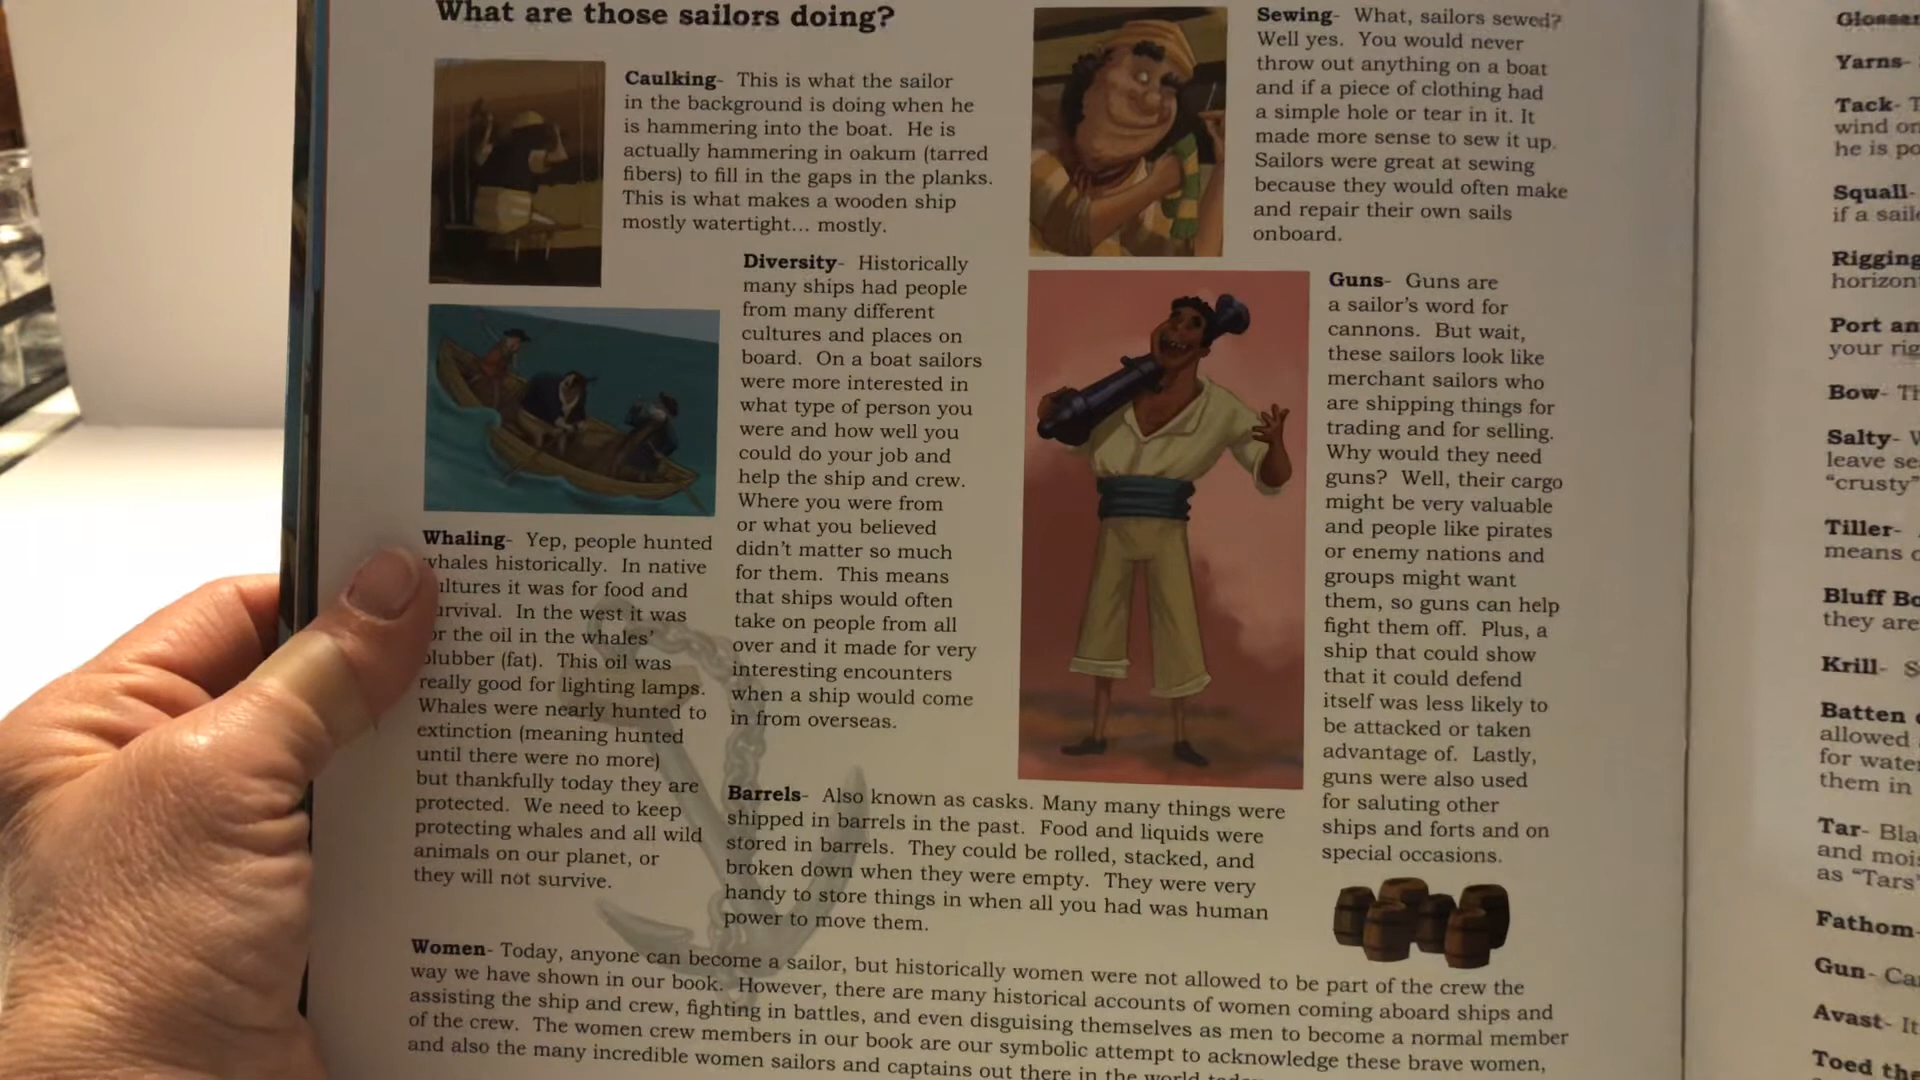 What are those sailors doing?
Caulking- This is what the sailor
in the background is doing when he
is hammering into the boat. He is
actually hammering in oakum (tarred
fibers) to fill in the gaps in the planks.
This is what makes a wooden ship
mostly watertight... mostly.
Diversity- Historically
many ships had people
from many different
cultures and places on
board. On a boat sailors
were more interested in
what type of person you
were and how well you
could do your job and
help the ship and crew.
Where you were from
or what you believed
didn't matter so much
for them. This means
that ships would often
take on people from all
over and it made for very
interesting encounters
when a ship would come
in from overseas.
Whaling- Yep, people hunted
whales historically. In native
ultures it was for food and
urvival. In the west it was
or the oil in the whales'
blubber (fat). This oil was
really good for lighting lamps.
Whales were nearly hunted to
extinction (meaning hunted
until there were no more)
but thankfully today they are
protected. We need to keep
protecting whales and all wild
animals on our planet, or
they will not survive.
Barrels- Also known as casks. Many many things were
shipped in barrels in the past. Food and liquids were
stored in barrels. They could be rolled, stacked, and
broken down when they were empty. They were very
handy to store things in when all you had was human
power to move them.
Sewing- What, sailors sewed?
Well yes. You would never
throw out anything on a boat
and if a piece of clothing had
a simple hole or tear in it. It
made more sense to sew it up.
Sailors were great at sewing
because they would often make
and repair their own sails
onboard.
Guns- Guns are
a sailor's word for
cannons. But wait,
these sailors look like
merchant sailors who
are shipping things for
trading and for selling.
Why would they need
guns? Well, their cargo
might be very valuable
and people like pirates
or enemy nations and
groups might want
them, so guns can help
fight them off. Plus, a
ship that could show
that it could defend
itself was less likely to
be attacked or taken
advantage of. Lastly,
guns were also used
for saluting other
ships and forts and on
special occasions.
Women- Today, anyone can become a sailor, but historically women were not allowed to be part of the crew the
way we have shown in our book. However, there are many historical accounts of women coming aboard ships and
assisting the ship and crew, fighting in battles, and even disguising themselves as men to become a normal member
of the crew. The women crew members in our book are our symbolic attempt to acknowledge these brave women,
and also the many incredible women sailors and captains out there in the world
Yarns-
Tack-
wind on
he is
Squall-
if a
Rigging
Port
your
Bow-
Salty-
leave
"crusty"
Tiller-
means
Bluff
they are
Krill-
Batten
allowed
for
them in
Tar-
and
as "Tars"
Fathom-
Gun-
Avast- It
Toed the